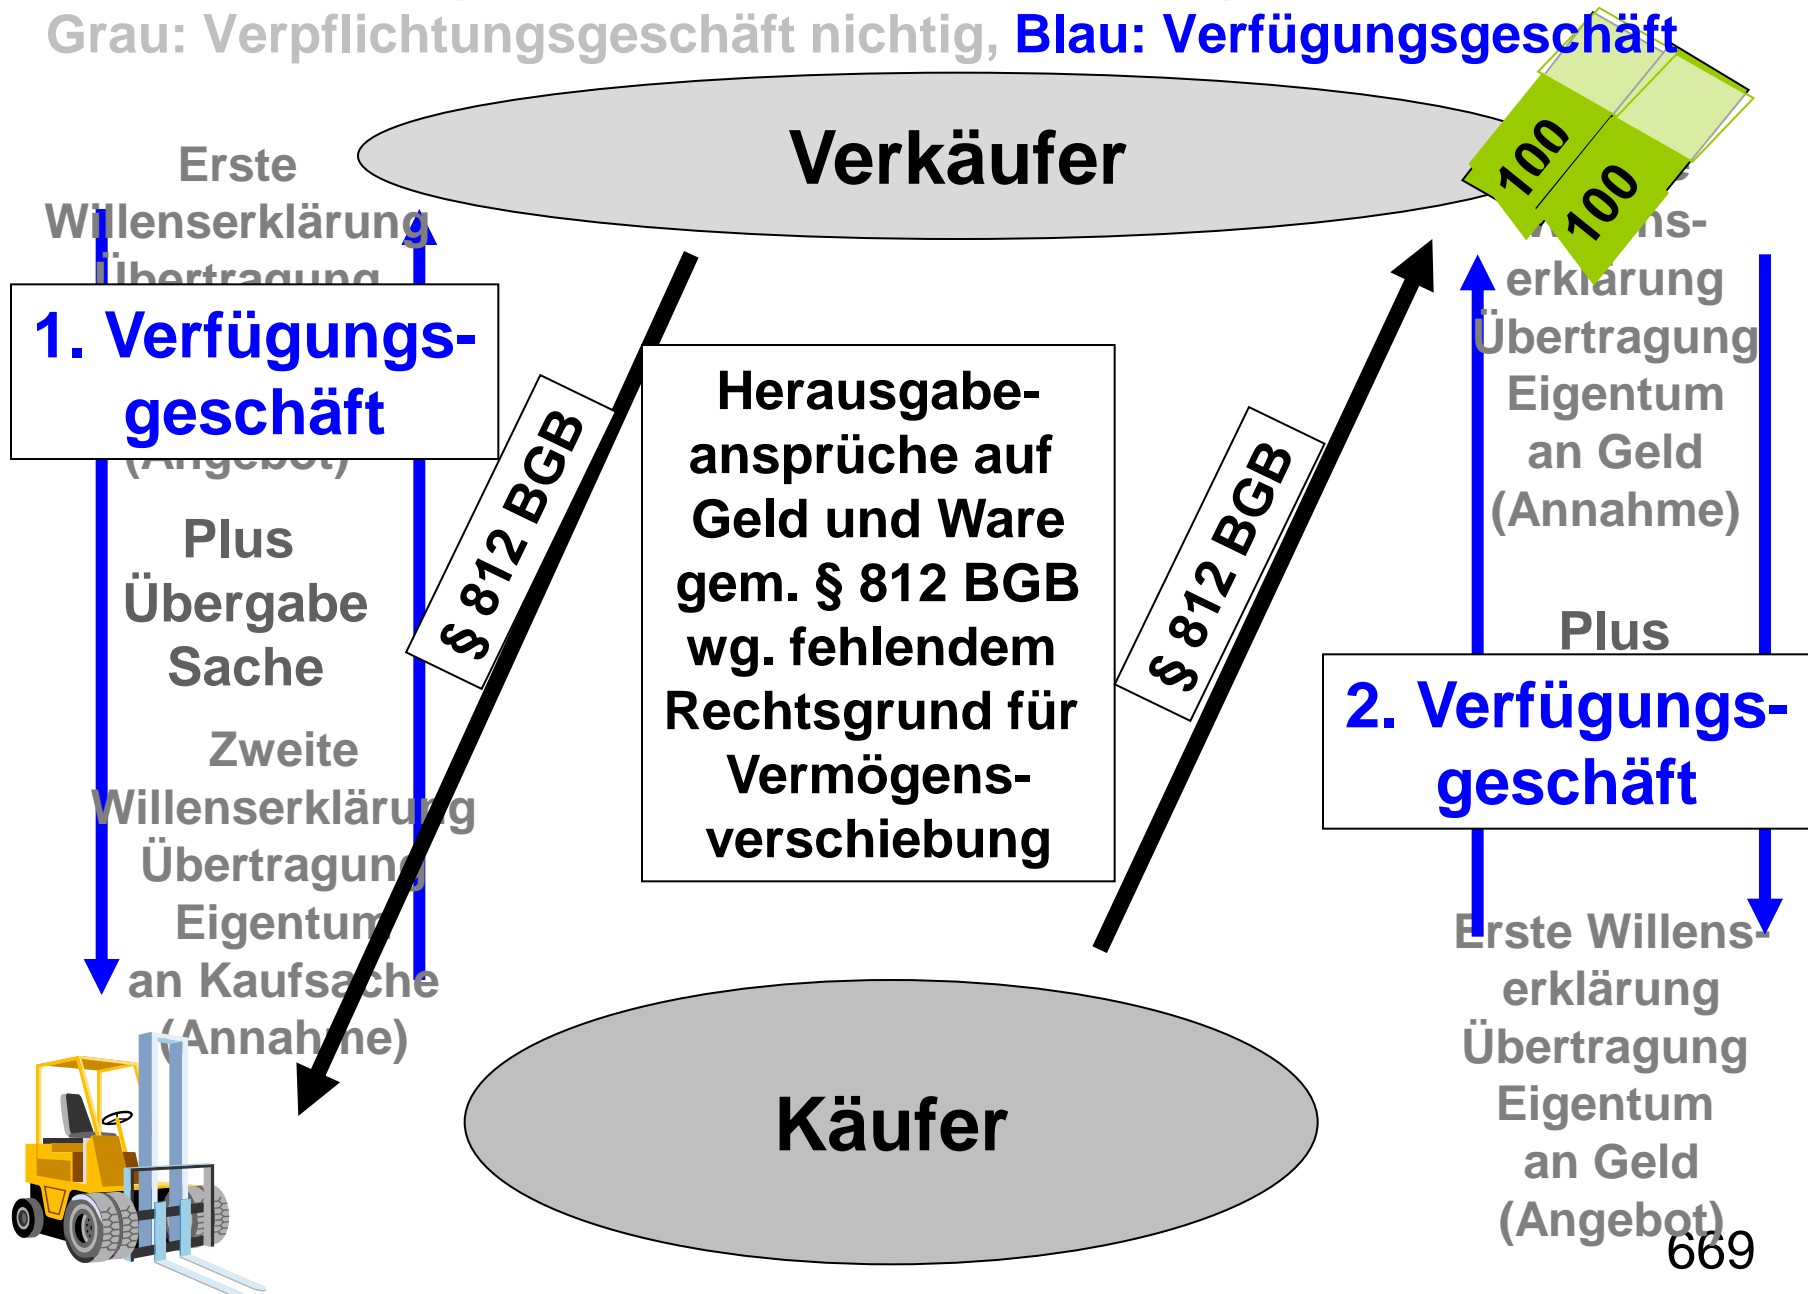 Grau: Verpflichtungsgeschäft nichtig, Blau: Verfügungsgeschäft
Verkäufer
100
100
Erste
Willenserklärung
Übertragung
1. Verfügungs-
geschäft
(Angebot)
Plus
Übergabe
Sache
Zweite
Willenserklärung
Übertragung
Eigentum
an Kaufsache
(Annahme)
§ 812 BGB
Herausgabe-
ansprüche auf
Geld und Ware
gem. § 812 BGB
wg. fehlendem
Rechtsgrund für
Vermögens-
verschiebung
§ 812 BGB
erklärung
Übertragung
Eigentum
an Geld
(Annahme)
Plus
2. Verfügungs-
geschäft
Erste Willens-
erklärung
Übertragung
Eigentum
an Geld
(Angebot)
Käufer
669